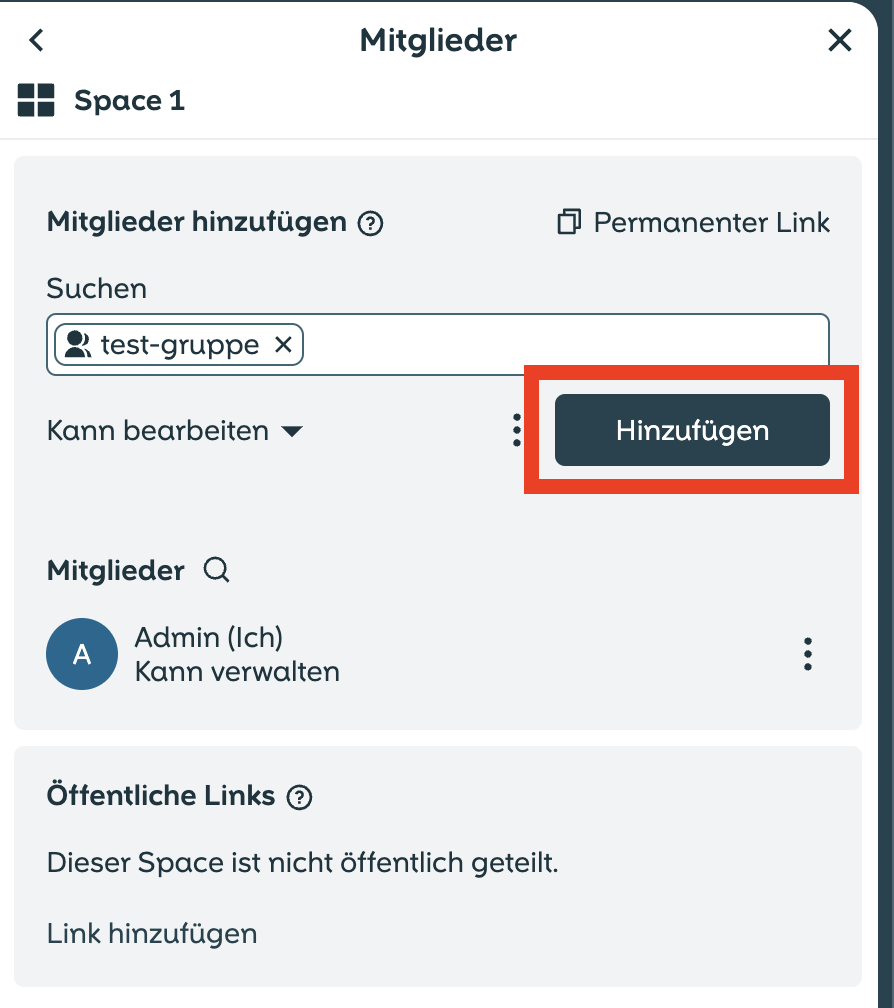 Mitglieder
Space 1
Mitglieder hinzufügen
Permanenter Link
Suchen
test-gruppe
Kann bearbeiten
Hinzufügen
Mitglieder
A
Admin (Ich)
Kann verwalten
Öffentliche Links
Dieser Space ist nicht öffentlich geteilt.
Link hinzufügen